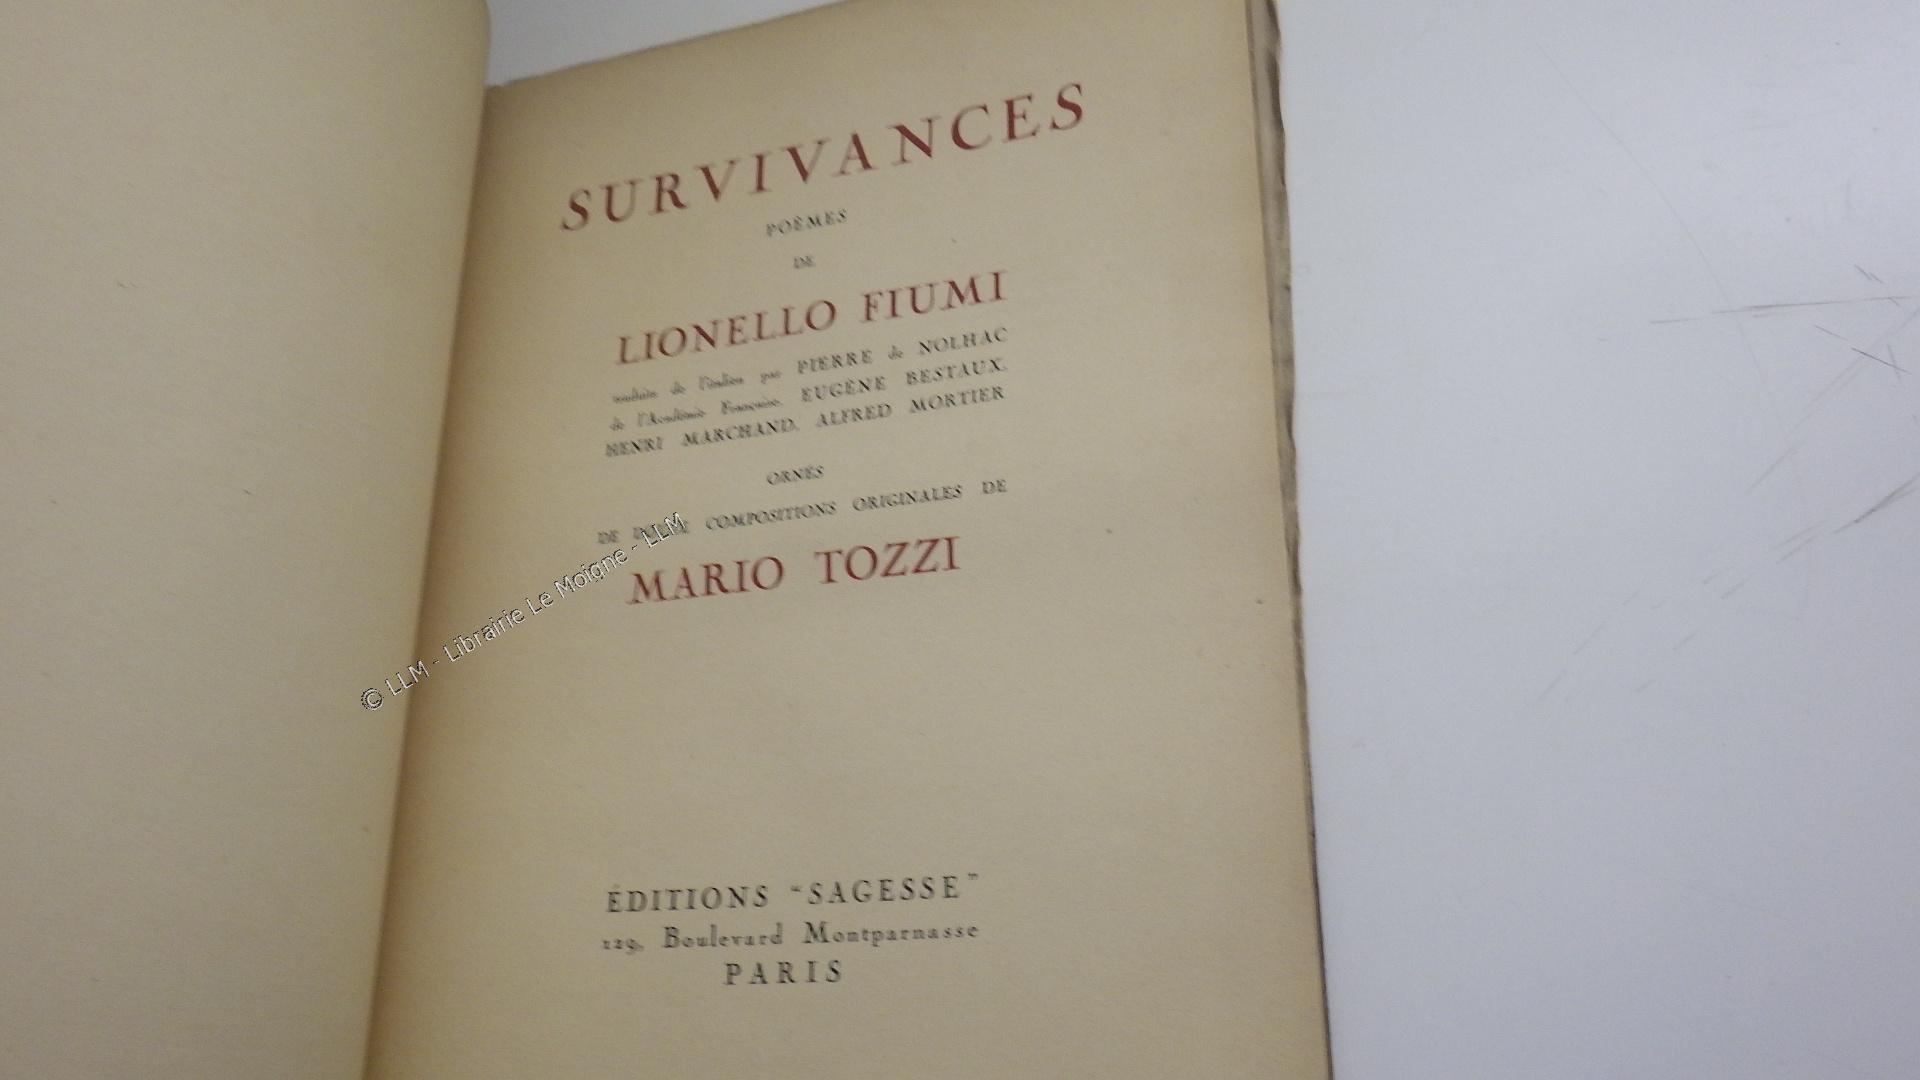 SURVIVANCES
POÈMES
DE
LIONELLO FIUMI
traduits de l'italien par PIERRE de NOLHAC
de l'Académie Française, EUGÈNE BESTAUX,
HENRI MARCHAND, ALFRED MORTIER
ORNÉS
DE COMPOSITIONS ORIGINALES DE
MARIO TOZZI
© LLM - Librairie Le Moigne - LLM
ÉDITIONS "SAGESSE"
129, Boulevard Montparnasse
PARIS